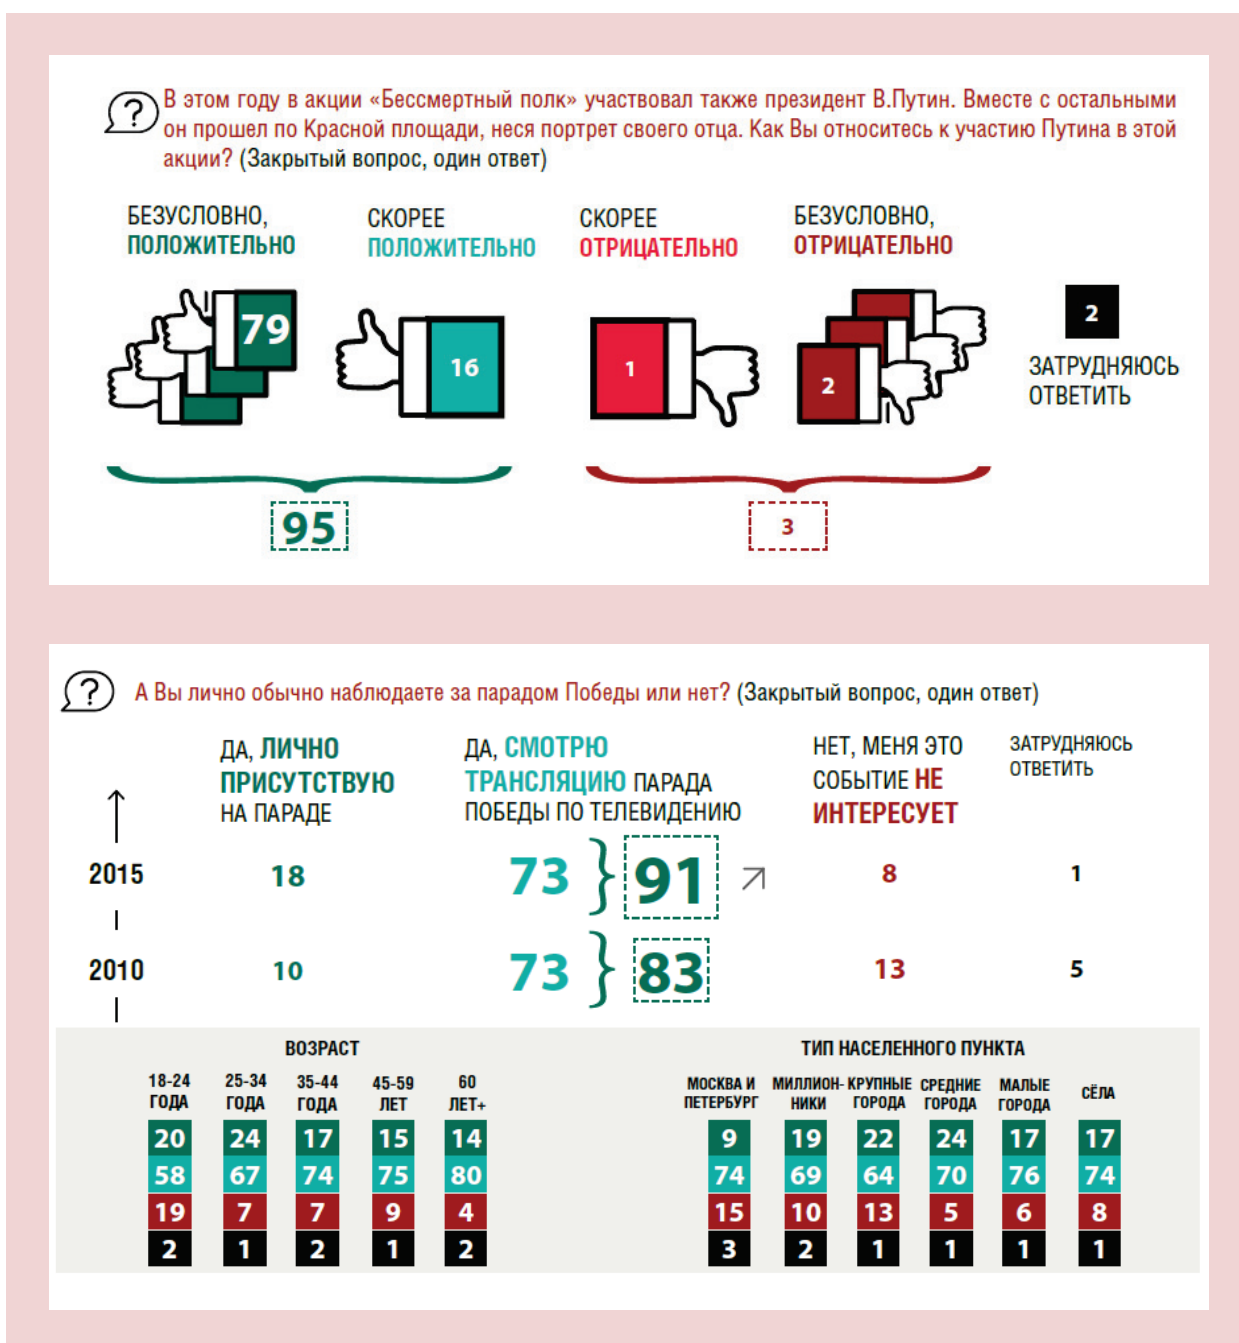 ?
В этом году в акции «Бессмертный полк» участвовал также президент В.Путин. Вместе с остальными
он прошел по Красной площади, неся портрет своего отца. Как Вы относитесь к участию Путина в этой
акции? (Закрытый вопрос, один ответ)
БЕЗУСЛОВНО,
ПОЛОЖИТЕЛЬНО
СКОРЕЕ
ПОЛОЖИТЕЛЬНО
СКОРЕЕ
ОТРИЦАТЕЛЬНО
БЕЗУСЛОВНО,
ОТРИЦАТЕЛЬНО
79
16
1
2
2
ЗАТРУДНЯЮСЬ
ОТВЕТИТЬ
95
3
?
А Вы лично обычно наблюдаете за парадом Победы или нет? (Закрытый вопрос, один ответ)
ДА, ЛИЧНО
ПРИСУТСТВУЮ
НА ПАРАДЕ
ДА, СМОТРЮ
ТРАНСЛЯЦИЮ ПАРАДА
ПОБЕДЫ ПО ТЕЛЕВИДЕНИЮ
НЕТ, МЕНЯ ЭТО
СОБЫТИЕ НЕ
ИНТЕРЕСУЕТ
ЗАТРУДНЯЮСЬ
ОТВЕТИТЬ
2015 18 73 91 8 1
2010 10 73 83 13 5
ВОЗРАСТ
18-24
ГОДА
25-34
ГОДА
35-44
ГОДА
45-59
ЛЕТ
60
ЛЕТ+
20 24 17 15 14
58 67 74 75 80
19 7 7 9 4
2 1 2 1 2
ТИП НАСЕЛЕННОГО ПУНКТА
МОСКВА И
ПЕТЕРБУРГ
МИЛЛИОН-
НИКИ
КРУПНЫЕ
ГОРОДА
СРЕДНИЕ
ГОРОДА
МАЛЫЕ
ГОРОДА
СЁЛА
9 19 22 24 17 17
74 69 64 70 76 74
15 10 13 5 6 8
3 2 1 1 1 1